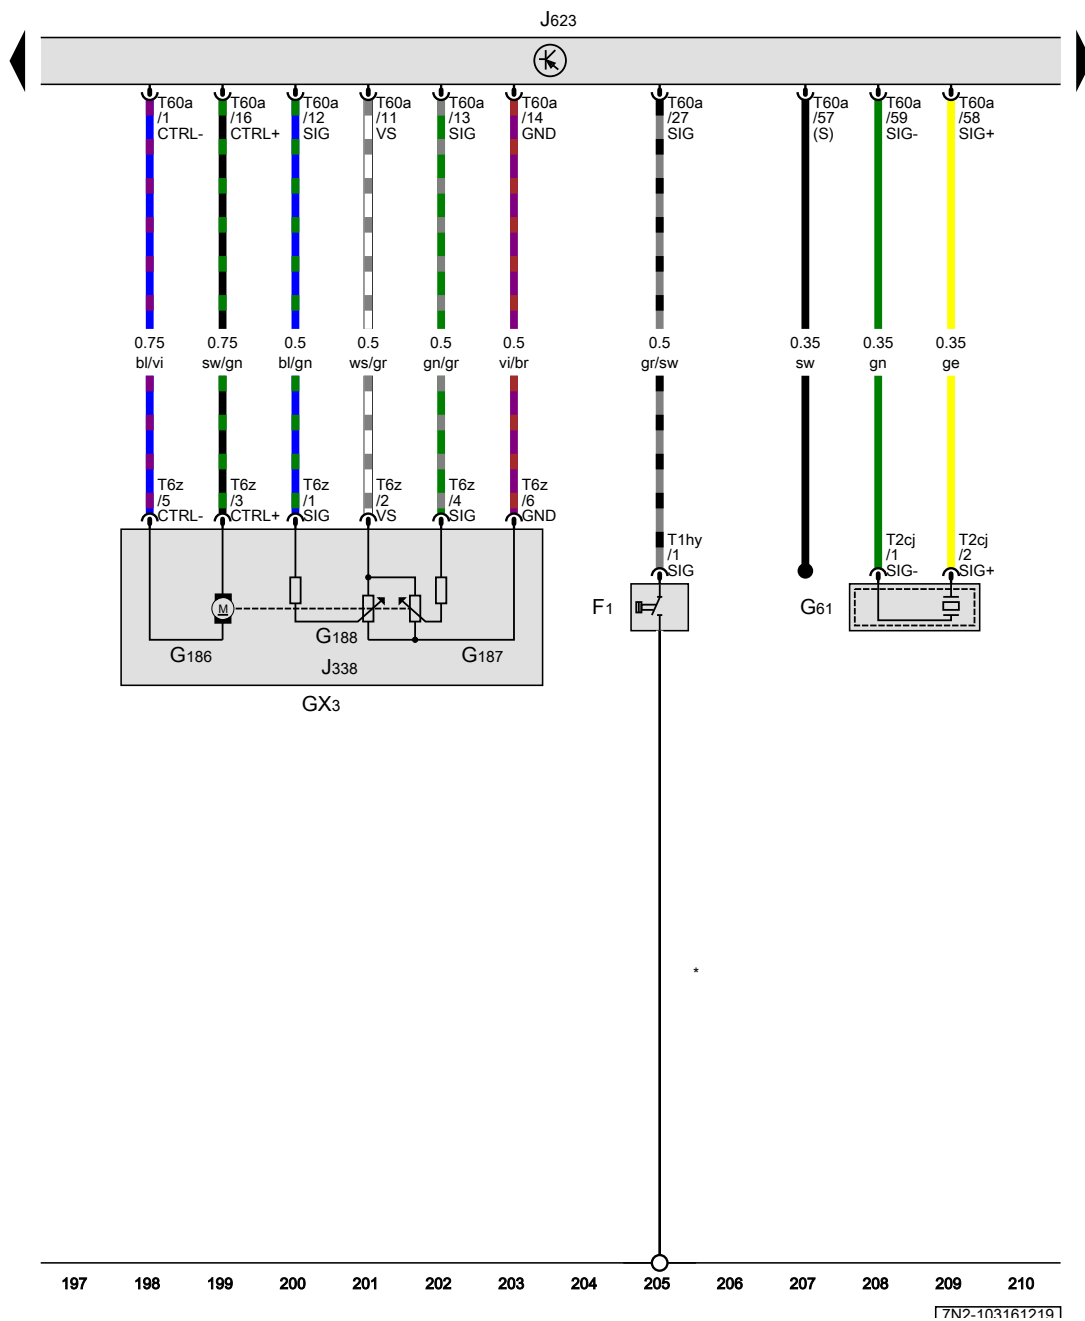 J623
T60a T60a T60a T60a T60a T60a T60a T60a T60a T60a
/1 /16 /12 /11 /13 /14 /27 /57 /59 /58
CTRL- CTRL+ SIG VS SIG GND SIG (S) SIG- SIG+
0.75 0.75 0.5 0.5 0.5 0.5 0.5 0.35 0.35 0.35
bl/vi sw/gn bl/gn ws/gr gn/gr vi/br gr/sw sw gn ge
T6z T6z T6z T6z T6z T6z
/5 /3 /1 /2 /4 /6
CTRL- CTRL+ SIG VS SIG GND
T1hy T2cj T2cj
/1 /1 /2
SIG SIG- SIG+
M F1 G61
G188
G186 G187
J338
GX3
*
197 198 199 200 201 202 203 204 205 206 207 208 209 210
7N2-103161219